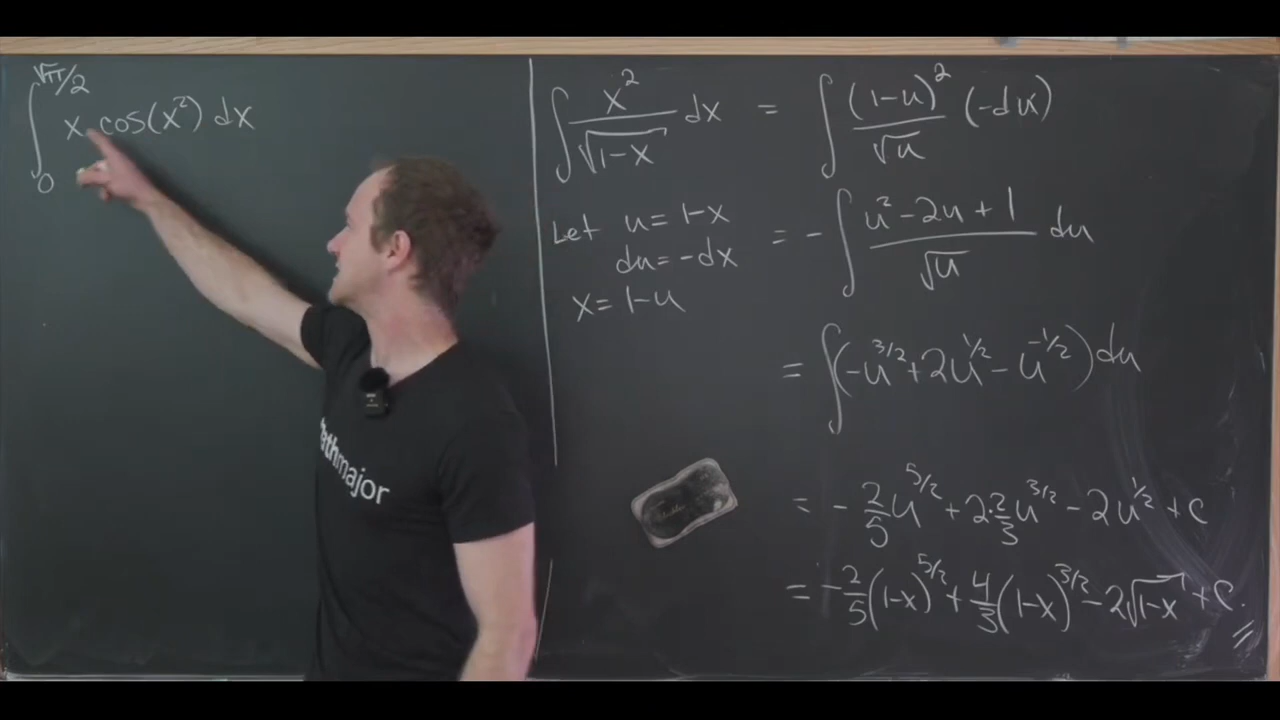 ∫₀^{√π/2} x cos(x²) dx
∫ x²/√(1-x) dx = ∫ (1-u)²/√u (-du)
Let u = 1-x
du = -dx
x = 1-u
= - ∫ (u² - 2u + 1)/√u du
= ∫ (-u^{3/2} + 2u^{1/2} - u^{-1/2}) du
= - 2/5 u^{5/2} + 2·2/3 u^{3/2} - 2u^{1/2} + c
= - 2/5 (1-x)^{5/2} + 4/3 (1-x)^{3/2} - 2√(1-x) + c.
athmajor